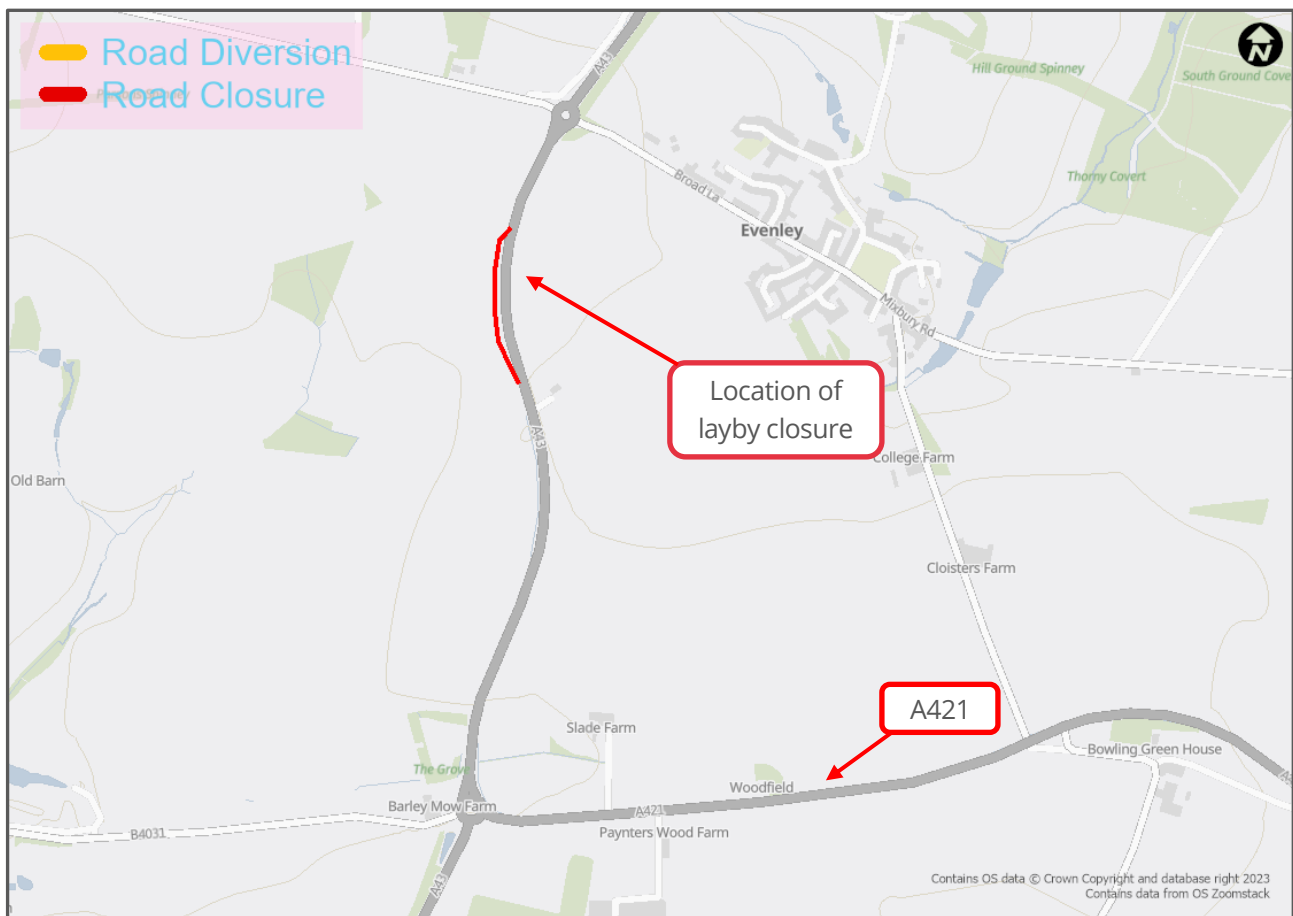 Road Diversion
Road Closure
A43
N
Hill Ground Spinney
South Ground Cove
Thorny Covert
Broad La
Evenley
Mixbury Rd
Location of
layby closure
A43
College Farm
Old Barn
Cloisters Farm
A421
Slade Farm
Bowling Green House
The Grove
Woodfield
Barley Mow Farm
A421
B4031
Paynters Wood Farm
A43
Contains OS data © Crown Copyright and database right 2023
Contains data from OS Zoomstack